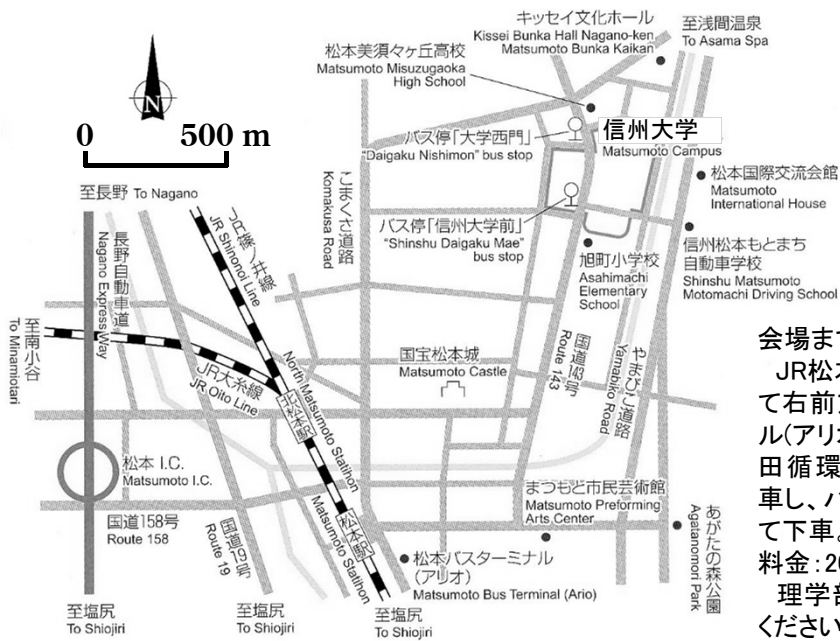 キッセイ文化ホール
Kissei Bunka Hall Nagano-ken
Matsumoto Bunka Kaikan
至浅間温泉
To Asama Spa
松本美須々ヶ丘高校
Matsumoto Misuzugaoka
High School
N
0 500 m
バス停「大学西門」
"Daigaku Nishimon" bus stop
信州大学
Matsumoto Campus
松本国際交流会館
Matsumoto
International House
至長野 To Nagano
こまくさ道路
Komakusa Road
JR篠ノ井線
JR Shinonoi Line
長野自動車道
Nagano Express Way
バス停「信州大学前」
"Shinshu Daigaku Mae"
bus stop
旭町小学校
Asahimachi
Elementary
School
信州松本もとまち
自動車学校
Shinshu Matsumoto
Motomachi Driving School
至南小谷
To Minamiotari
JR大糸線
JR Oito Line
北松本駅
North Matsumoto Statihon
国宝松本城
Matsumoto Castle
国道143号
Route 143
やまびこ道路
Yamabiko Road
会場まで
JR松
て右前
ル(アリオ
田循環
車し、バ
て下車。
料金:20
理学部
ください
松本 I.C.
Matsumoto I.C.
国道158号
Route 158
国道19号
Route 19
松本駅
Matsumoto Statihon
まつもと市民芸術館
Matsumoto Preforming
Arts Center
あがたの森公園
Agatanomori Park
松本バスターミナル
(アリオ)
Matsumoto Bus Terminal (Ario)
至塩尻
To Shiojiri
至塩尻
To Shiojiri
至塩尻
To Shiojiri